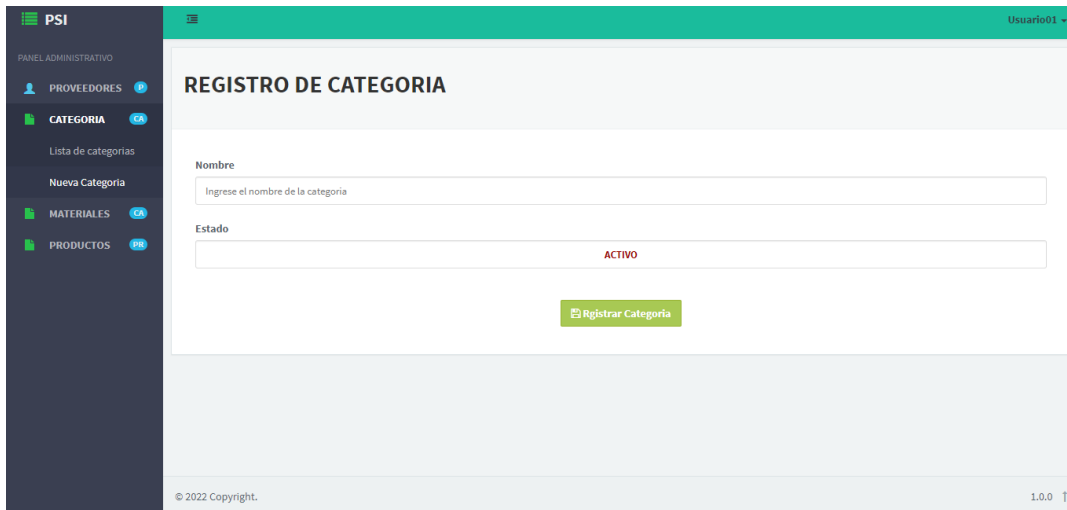 PSI
Usuario01
PANEL ADMINISTRATIVO
PROVEEDORES P
CATEGORIA CA
Lista de categorias
Nueva Categoria
MATERIALES CA
PRODUCTOS PR
REGISTRO DE CATEGORIA
Nombre
Ingrese el nombre de la categoria
Estado
ACTIVO
Rgistrar Categoria
© 2022 Copyright.
1.0.0